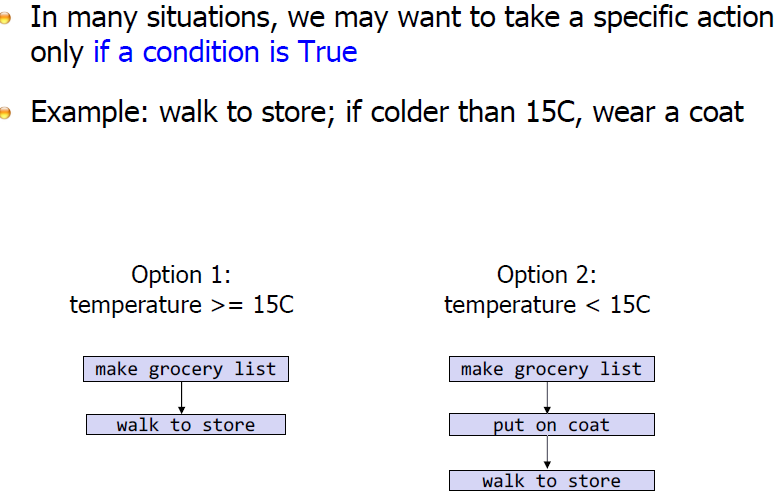 In many situations, we may want to take a specific action
only if a condition is True
Example: walk to store; if colder than 15C, wear a coat
Option 1:
temperature >= 15C
make grocery list
walk to store
Option 2:
temperature < 15C
make grocery list
put on coat
walk to store